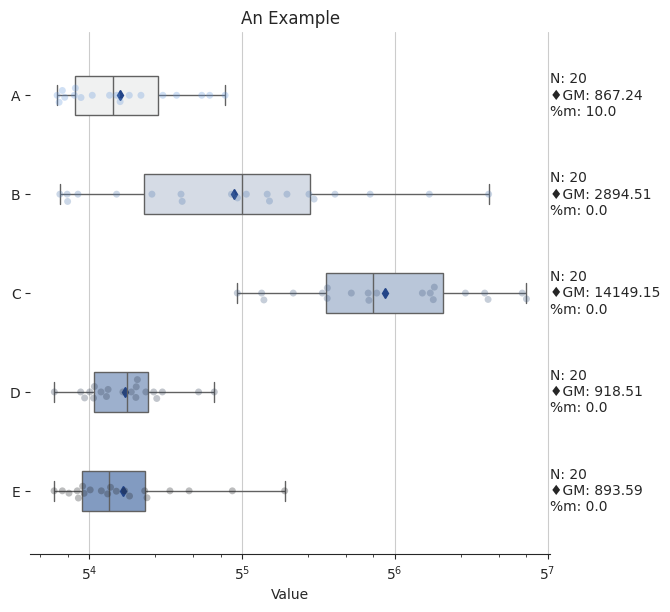 An Example
A
N: 20
♦GM: 867.24
%m: 10.0
B
N: 20
♦GM: 2894.51
%m: 0.0
C
N: 20
♦GM: 14149.15
%m: 0.0
D
N: 20
♦GM: 918.51
%m: 0.0
E
N: 20
♦GM: 893.59
%m: 0.0
5⁴ 5⁵ 5⁶ 5⁷
Value